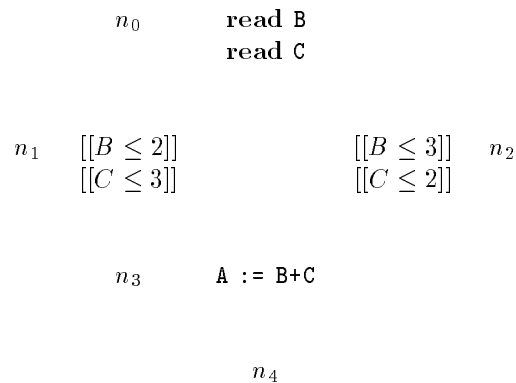 n0 read B
read C
n1 [[B ≤ 2]] [[B ≤ 3]] n2
[[C ≤ 3]] [[C ≤ 2]]
n3 A := B+C
n4